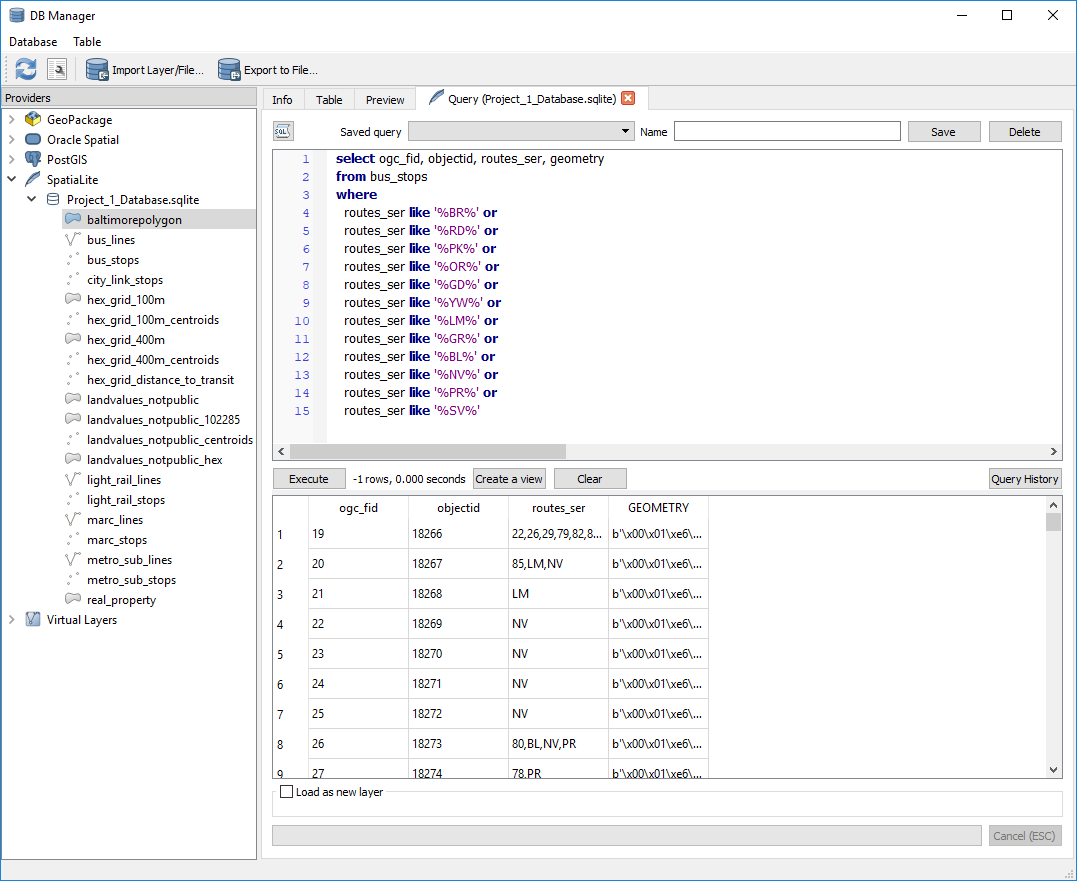 DB Manager
Database Table
Import Layer/File... Export to File...
Providers
GeoPackage
Oracle Spatial
PostGIS
SpatiaLite
Project_1_Database.sqlite
baltimorepolygon
bus_lines
bus_stops
city_link_stops
hex_grid_100m
hex_grid_100m_centroids
hex_grid_400m
hex_grid_400m_centroids
hex_grid_distance_to_transit
landvalues_notpublic
landvalues_notpublic_102285
landvalues_notpublic_centroids
landvalues_notpublic_hex
light_rail_lines
light_rail_stops
marc_lines
marc_stops
metro_sub_lines
metro_sub_stops
real_property
Virtual Layers
Info Table Preview Query (Project_1_Database.sqlite)
SQL Saved query Name Save Delete
1 select ogc_fid, objectid, routes_ser, geometry
2 from bus_stops
3 where
4 routes_ser like '%BR%' or
5 routes_ser like '%RD%' or
6 routes_ser like '%PK%' or
7 routes_ser like '%OR%' or
8 routes_ser like '%GD%' or
9 routes_ser like '%YW%' or
10 routes_ser like '%LM%' or
11 routes_ser like '%GR%' or
12 routes_ser like '%BL%' or
13 routes_ser like '%NV%' or
14 routes_ser like '%PR%' or
15 routes_ser like '%SV%'
Execute -1 rows, 0.000 seconds Create a view Clear Query History
ogc_fid objectid routes_ser GEOMETRY
1 19 18266 22,26,29,79,82,8... b'\x00\x01\xe6\...
2 20 18267 85,LM,NV b'\x00\x01\xe6\...
3 21 18268 LM b'\x00\x01\xe6\...
4 22 18269 NV b'\x00\x01\xe6\...
5 23 18270 NV b'\x00\x01\xe6\...
6 24 18271 NV b'\x00\x01\xe6\...
7 25 18272 NV b'\x00\x01\xe6\...
8 26 18273 80,BL,NV,PR b'\x00\x01\xe6\...
9 27 18274 78,PR b'\x00\x01\xe6\...
Load as new layer
Cancel (ESC)